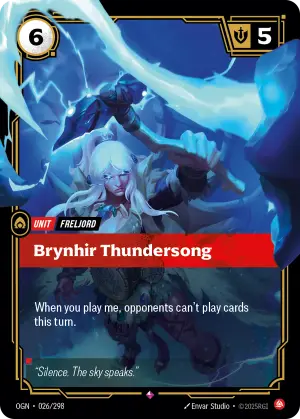 6
5
UNIT FRELJORD
Brynhir Thundersong
When you play me, opponents can't play cards
this turn.
"Silence. The sky speaks."
OGN • 026/298
Envar Studio • ©2025RGI